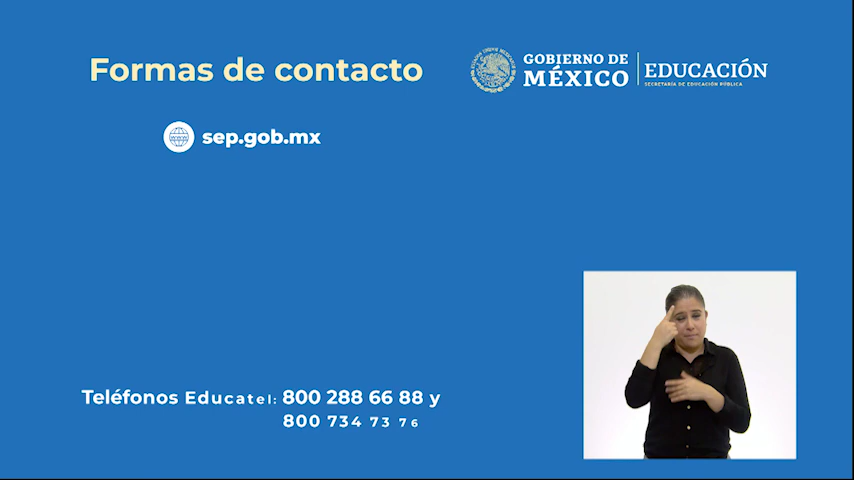 Formas de contacto
GOBIERNO DE
MÉXICO
EDUCACIÓN
SECRETARÍA DE EDUCACIÓN PÚBLICA
www
sep.gob.mx
Teléfonos Educatel: 800 288 66 88 y
800 734 73 76